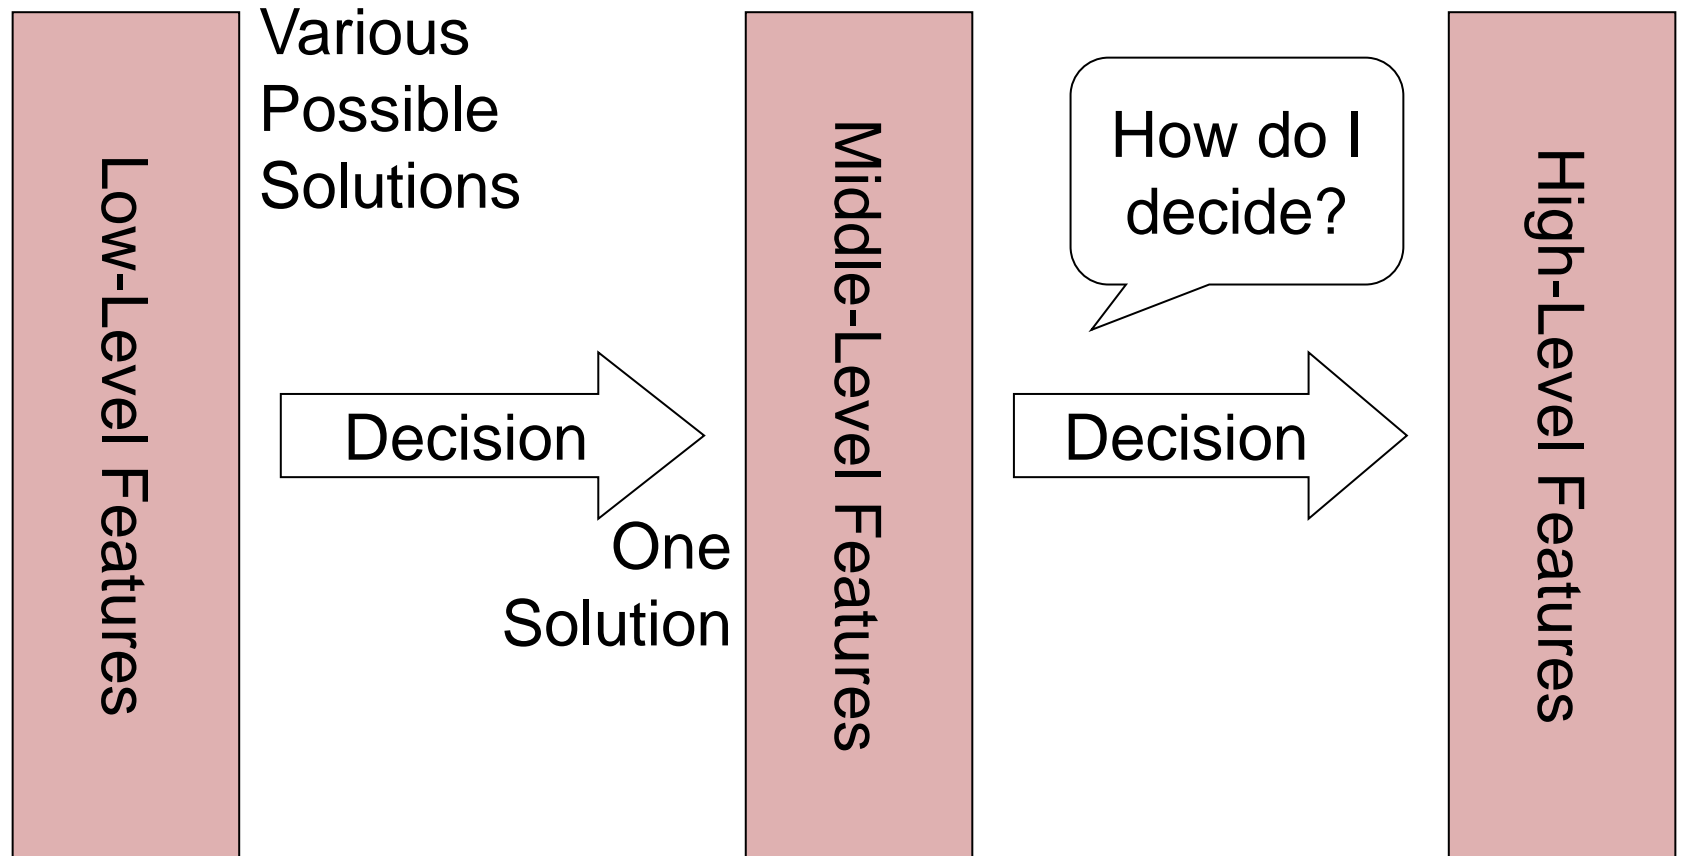 Low-Level Features
Various
Possible
Solutions
Decision
One
Solution
Middle-Level Features
How do I
decide?
Decision
High-Level Features